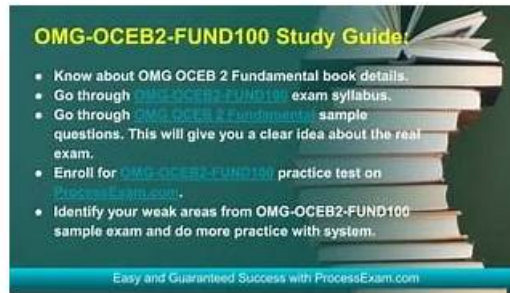 OMG-OCEB2-FUND100 Study Guide:
● Know about OMG OCEB 2 Fundamental book details.
● Go through OMG-OCEB2-FUND100 exam syllabus.
● Go through OMG OCEB 2 Fundamental sample
questions. This will give you a clear idea about the real
exam.
● Enroll for OMG-OCEB2-FUND100 practice test on
ProcessExam.com.
● Identify your weak areas from OMG-OCEB2-FUND100
sample exam and do more practice with system.
Easy and Guaranteed Success with ProcessExam.com